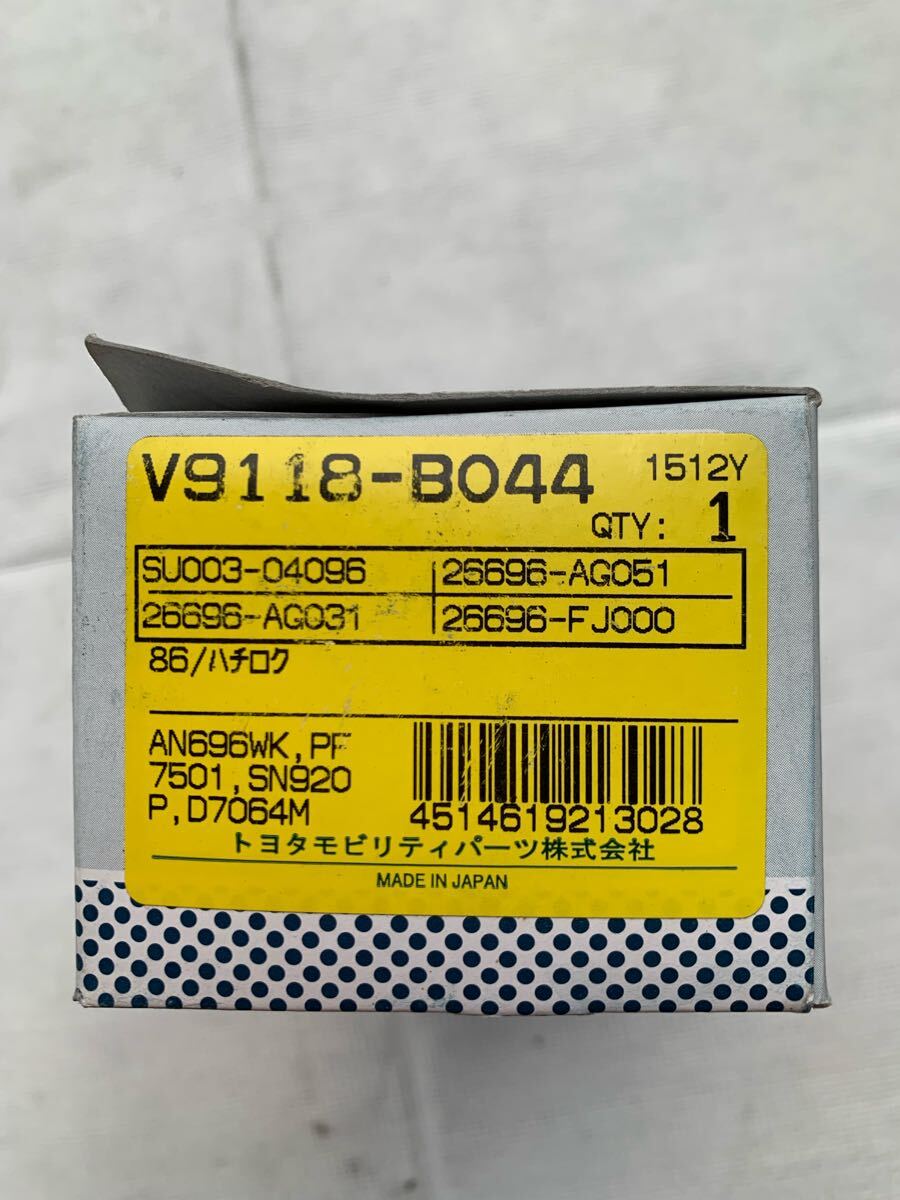 V9118-B044 1512Y
QTY: 1
SU003-04096 26696-AG051
26696-AG031 26696-FJ000
86/ハチロク
AN696WK,PF
7501,SN920
P,D7064M
4514619213028
トヨタモビリティパーツ株式会社
MADE IN JAPAN